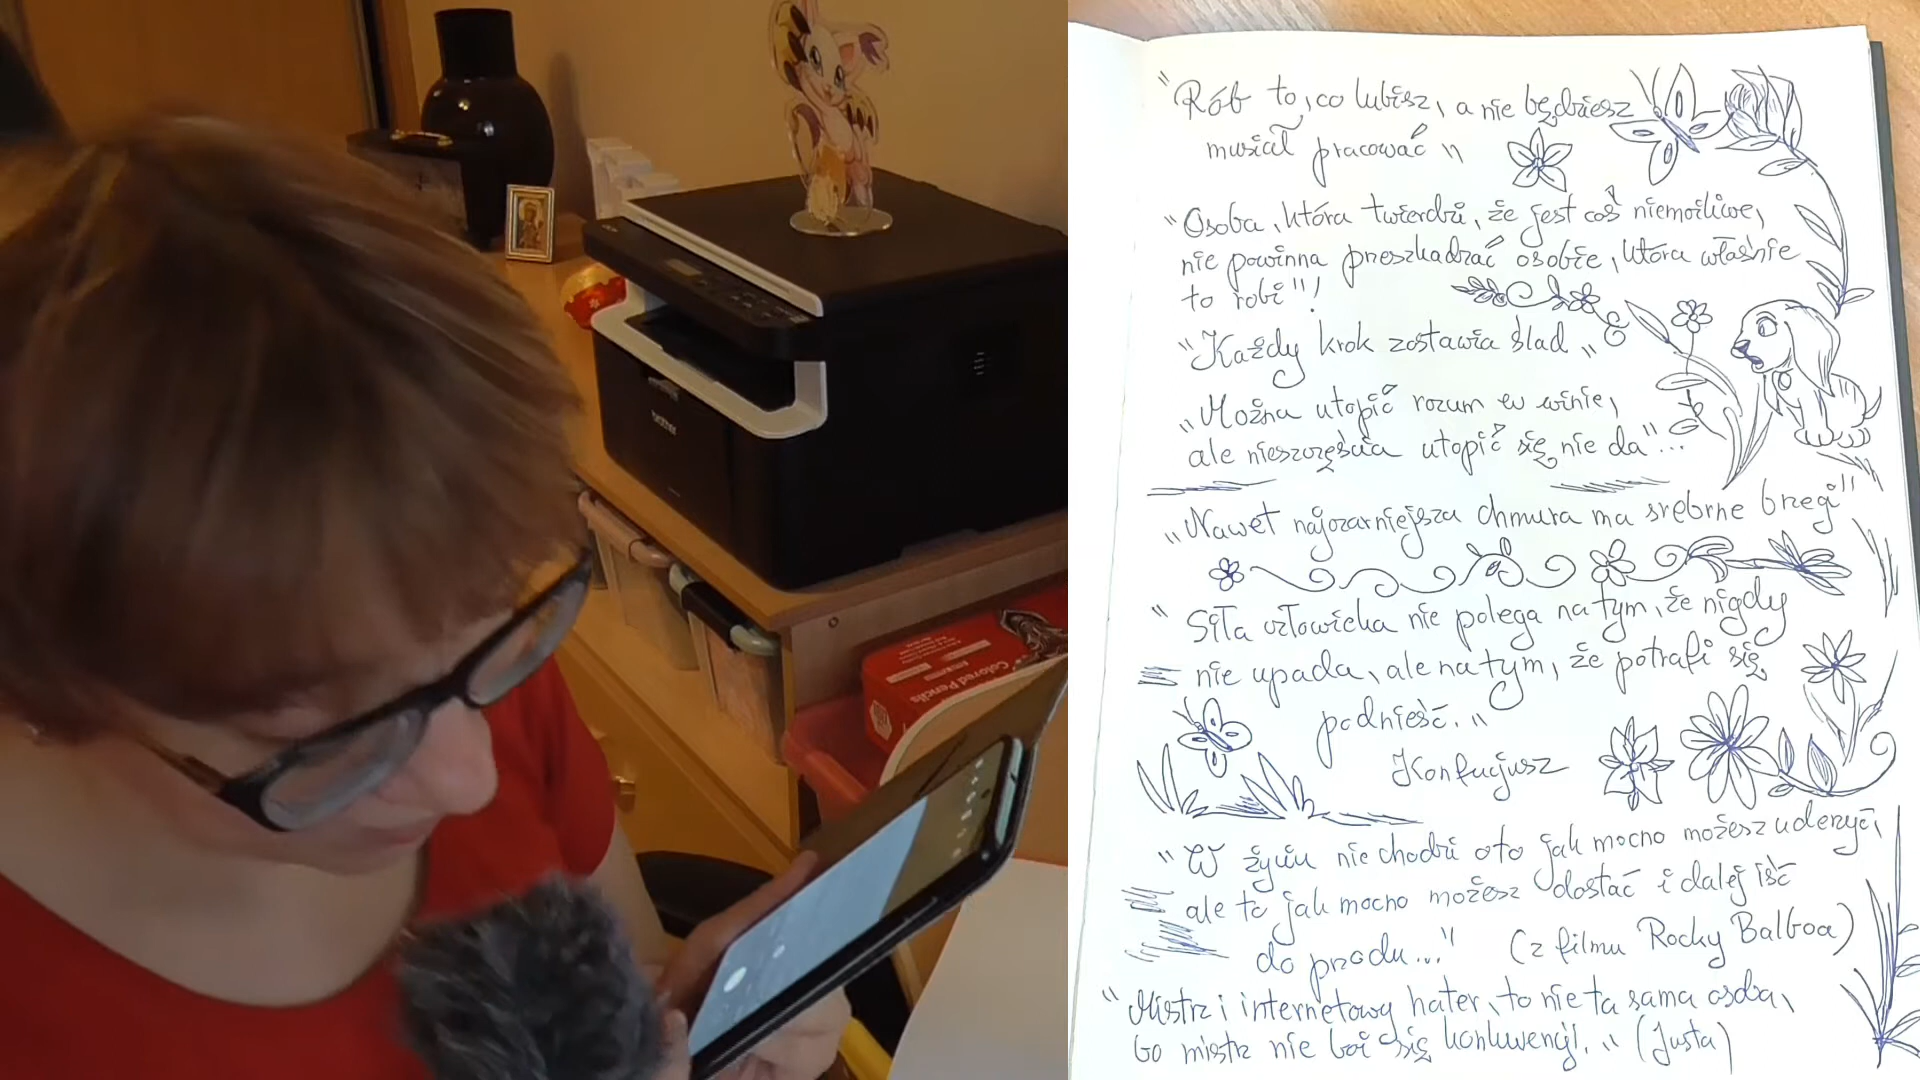 brother
Colored Pencils
"Rób to, co lubisz, a nie będziesz
musiał pracować"
"Osoba, która twierdzi, że jest coś niemożliwe,
nie powinna przeszkadzać osobie, która właśnie
to robi"!
"Każdy krok zostawia ślad"
"Można utopić rozum w winie,
ale nieszczęścia utopić się nie da"...
"Nawet najczarniejsza chmura ma srebrne brzegi"
"Siła człowieka nie polega na tym, że nigdy
nie upada, ale na tym, że potrafi się
podnieść."
Konfucjusz
"W życiu nie chodzi oto jak mocno możesz uderzyć,
ale to jak mocno możesz dostać i dalej iść
do przodu..." (z filmu Rocky Balboa)
"Mistrz i internetowy hater, to nie ta sama osoba,
bo mistrz nie boi się konkurencji." (Justa)